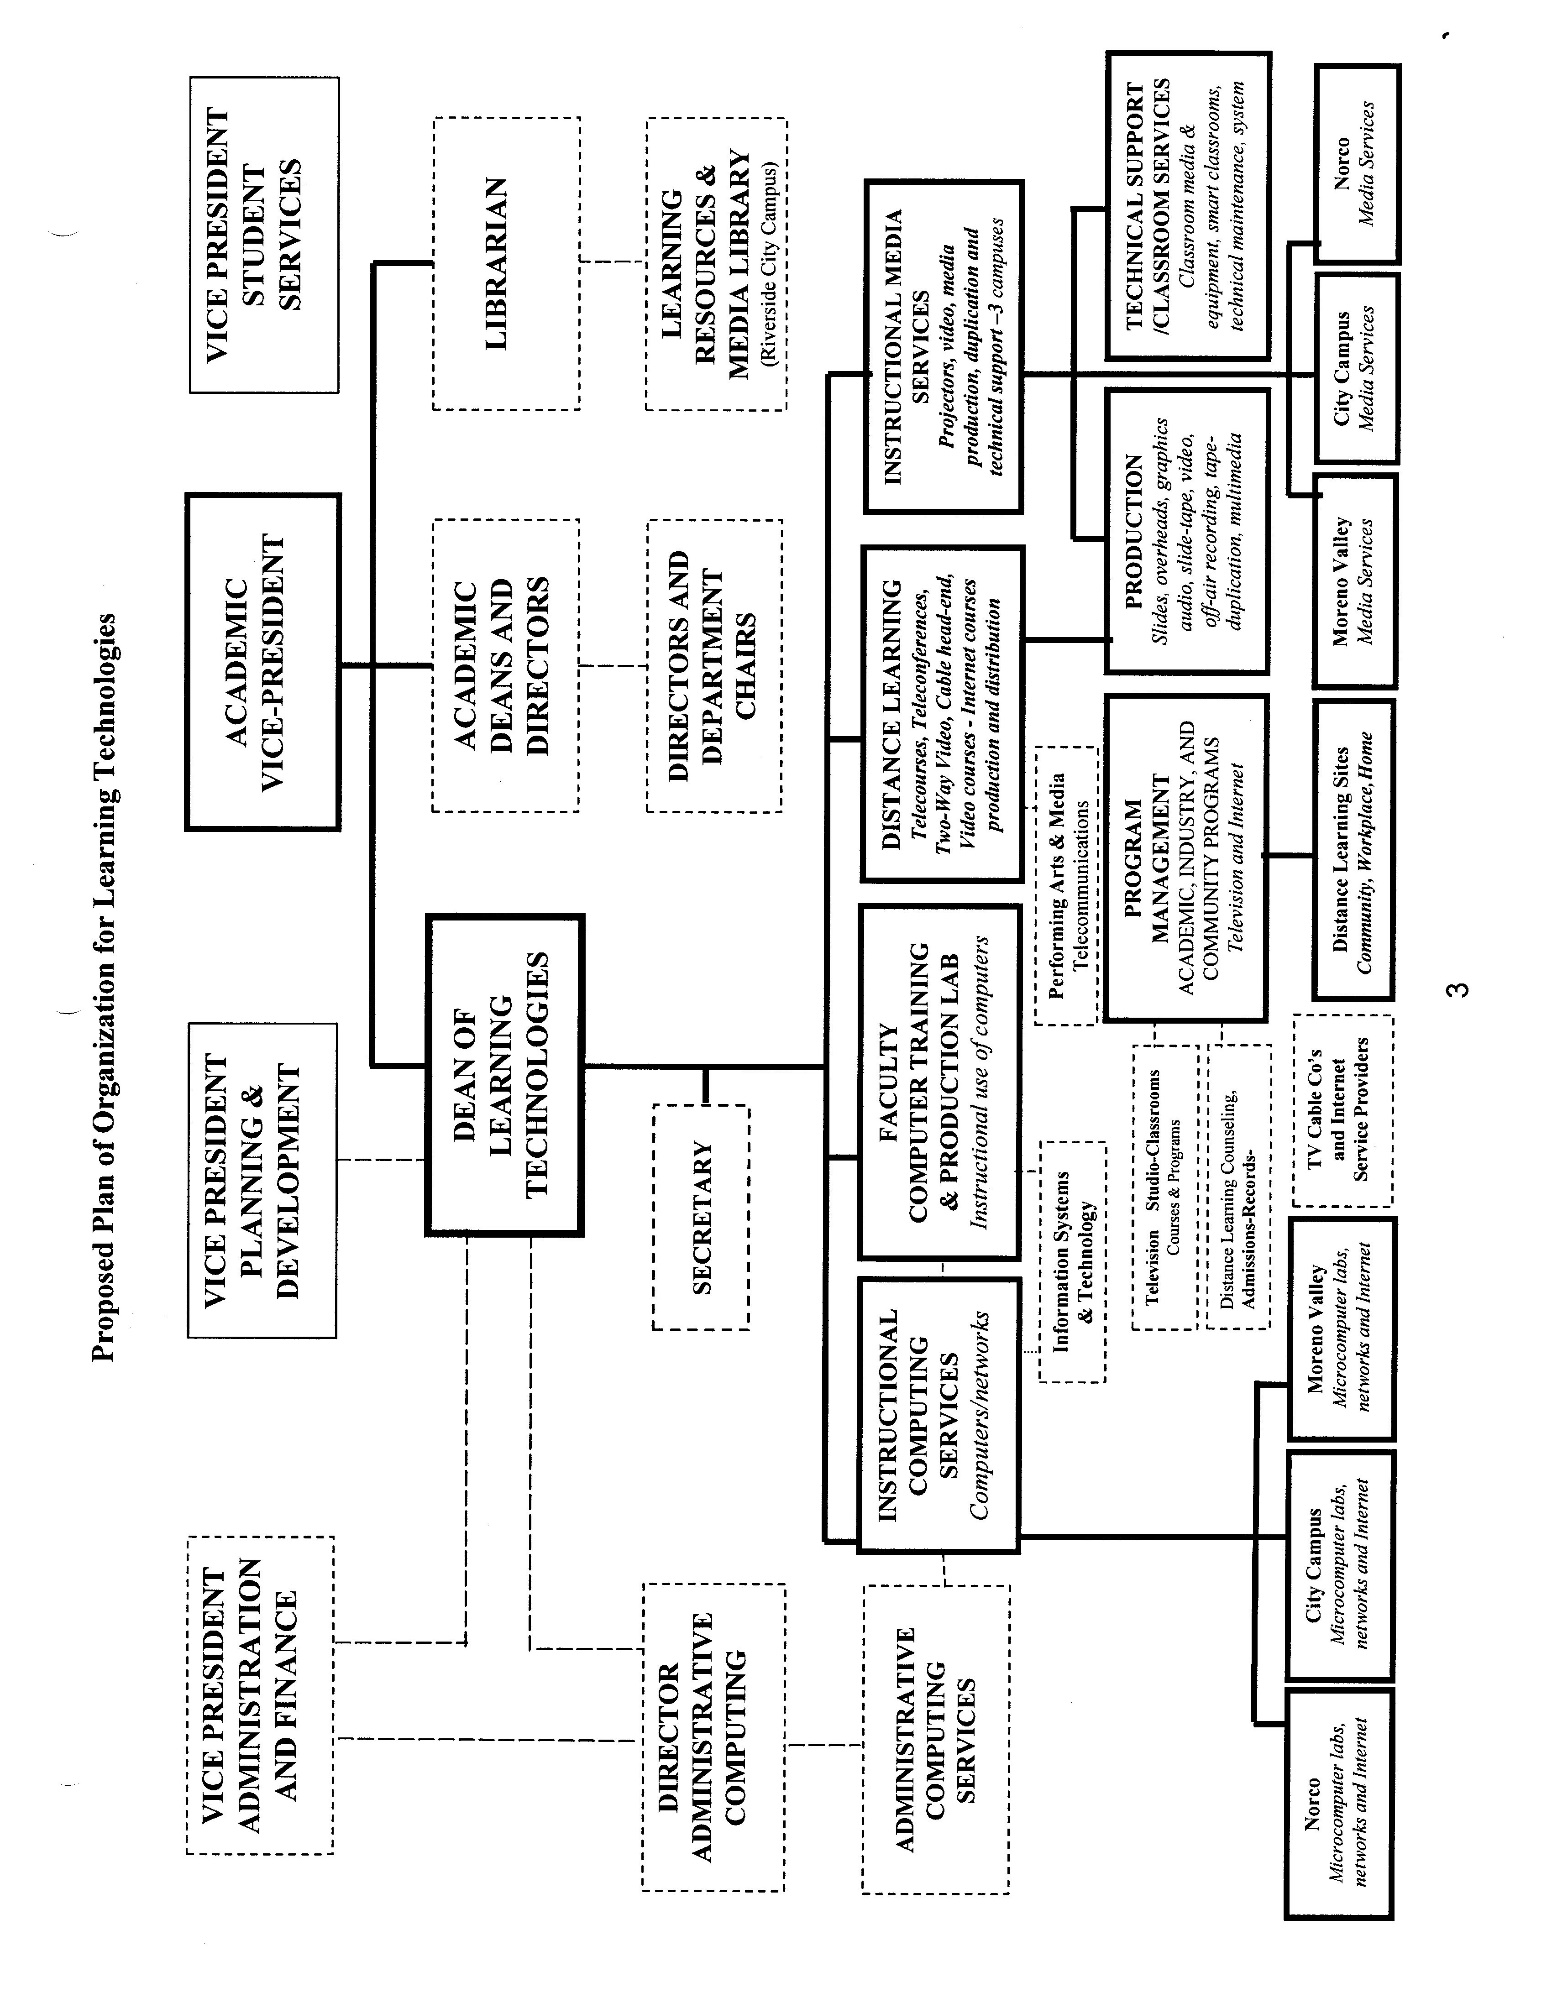 Proposed Plan of Organization for Learning Technologies
VICE PRESIDENT
ADMINISTRATION
AND FINANCE
VICE PRESIDENT
PLANNING &
DEVELOPMENT
ACADEMIC
VICE-PRESIDENT
VICE PRESIDENT
STUDENT
SERVICES
DEAN OF
LEARNING
TECHNOLOGIES
ACADEMIC
DEANS AND
DIRECTORS
LIBRARIAN
DIRECTOR
ADMINISTRATIVE
COMPUTING
SECRETARY
DIRECTORS AND
DEPARTMENT
CHAIRS
LEARNING
RESOURCES &
MEDIA LIBRARY
(Riverside City Campus)
ADMINISTRATIVE
COMPUTING
SERVICES
INSTRUCTIONAL
COMPUTING
SERVICES
Computers/networks
FACULTY
COMPUTER TRAINING
& PRODUCTION LAB
Instructional use of computers
DISTANCE LEARNING
Telecourses, Teleconferences,
Two-Way Video, Cable head-end,
Video courses - Internet courses
production and distribution
INSTRUCTIONAL MEDIA
SERVICES
Projectors, video, media
production, duplication and
technical support –3 campuses
Information Systems
& Technology
Performing Arts & Media
Telecommunications
Television Studio-Classrooms
Courses & Programs
Distance Learning Counseling,
Admissions-Records-
PROGRAM
MANAGEMENT
ACADEMIC, INDUSTRY, AND
COMMUNITY PROGRAMS
Television and Internet
PRODUCTION
Slides, overheads, graphics
audio, slide-tape, video,
off-air recording, tape-
duplication, multimedia
TECHNICAL SUPPORT
/CLASSROOM SERVICES
Classroom media &
equipment, smart classrooms,
technical maintenance, system
Norco
Microcomputer labs,
networks and Internet
City Campus
Microcomputer labs,
networks and Internet
Moreno Valley
Microcomputer labs,
networks and Internet
TV Cable Co's
and Internet
Service Providers
Distance Learning Sites
Community, Workplace,Home
Moreno Valley
Media Services
City Campus
Media Services
Norco
Media Services
3